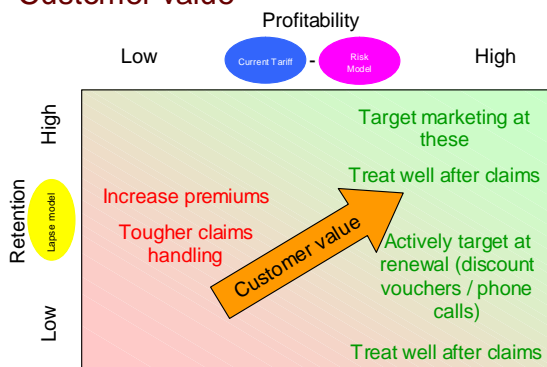 Customer value
Profitability
Low
Current Tariff
-
Risk
Model
High
High
Retention
Lapse model
Low
Target marketing at
these
Treat well after claims
Increase premiums
Tougher claims
handling
Customer value
Actively target at
renewal (discount
vouchers / phone
calls)
Treat well after claims